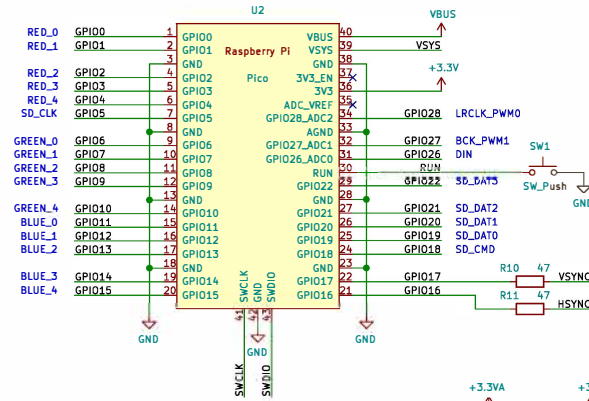 U2
VBUS
RED_0 GPIO0 1 GPIO0 VBUS 40
RED_1 GPIO1 2 GPIO1 Raspberry Pi VSYS 39 VSYS
3 GND GND 38
+3.3V
RED_2 GPIO2 4 GPIO2 Pico 3V3_EN 37
RED_3 GPIO3 5 GPIO3 3V3 36
RED_4 GPIO4 6 GPIO4 ADC_VREF 35
SD_CLK GPIO5 7 GPIO5 GPIO28_ADC2 34 GPIO28 LRCLK_PWM0
8 GND AGND 33
GREEN_0 GPIO6 9 GPIO6 GPIO27_ADC1 32 GPIO27 BCK_PWM1
GREEN_1 GPIO7 10 GPIO7 GPIO26_ADC0 31 GPIO26 DIN
SW1
GREEN_2 GPIO8 11 GPIO8 RUN 30 RUN
GREEN_3 GPIO9 12 GPIO9 GPIO22 29 GPIO22 SD_DAT3 SW_Push
13 GND GND 28 GND
GREEN_4 GPIO10 14 GPIO10 GPIO21 27 GPIO21 SD_DAT2
BLUE_0 GPIO11 15 GPIO11 GPIO20 26 GPIO20 SD_DAT1
BLUE_1 GPIO12 16 GPIO12 GPIO19 25 GPIO19 SD_DAT0
BLUE_2 GPIO13 17 GPIO13 GPIO18 24 GPIO18 SD_CMD
18 GND GND 23
BLUE_3 GPIO14 19 GPIO14 GPIO17 22 GPIO17 R10 47 VSYNC
BLUE_4 GPIO15 20 GPIO15 GPIO16 21 GPIO16 R11 47 HSYNC
SWCLK GND SWDIO
41 42 43
GND GND GND
SWCLK SWDIO
+3.3VA